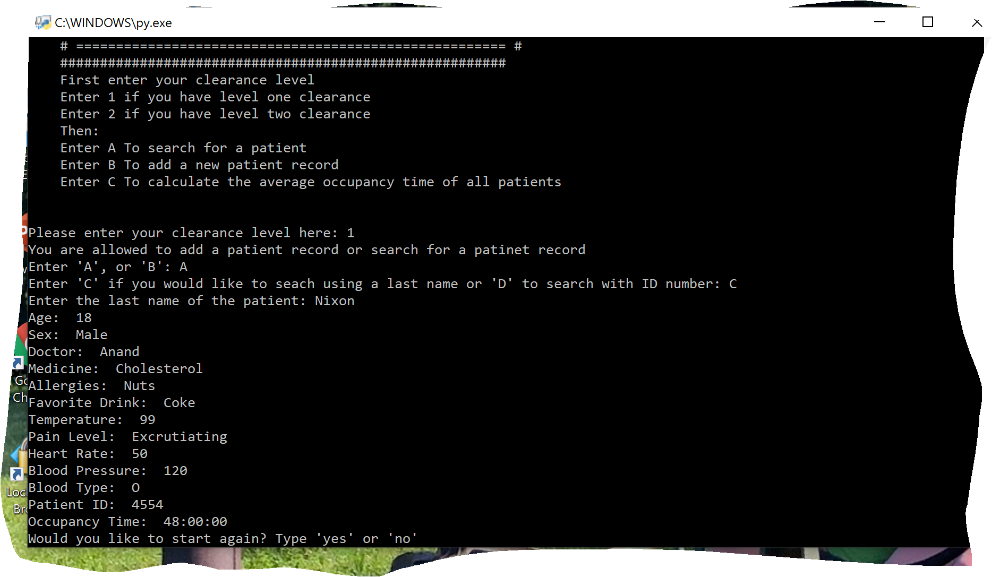 C:\WINDOWS\py.exe
# ====================================================== #
########################################################
First enter your clearance level
Enter 1 if you have level one clearance
Enter 2 if you have level two clearance
Then:
Enter A To search for a patient
Enter B To add a new patient record
Enter C To calculate the average occupancy time of all patients
Please enter your clearance level here: 1
You are allowed to add a patient record or search for a patinet record
Enter 'A', or 'B': A
Enter 'C' if you would like to seach using a last name or 'D' to search with ID number: C
Enter the last name of the patient: Nixon
Age:  18
Sex:  Male
Doctor:  Anand
Medicine:  Cholesterol
Allergies:  Nuts
Favorite Drink:  Coke
Temperature:  99
Pain Level:  Excrutiating
Heart Rate:  50
Blood Pressure:  120
Blood Type:  O
Patient ID:  4554
Occupancy Time:  48:00:00
Would you like to start again? Type 'yes' or 'no'